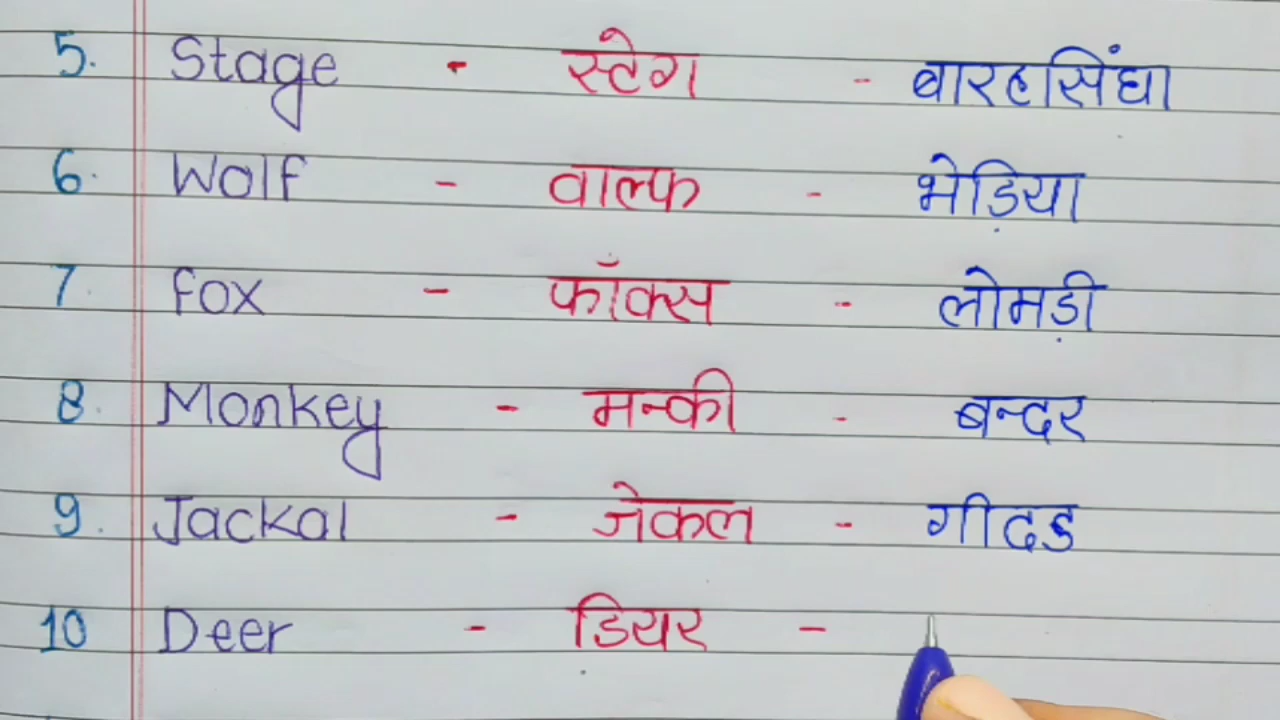 5. Stage - स्टेग - बारहसिंघा
6. Wolf - वाल्फ - भेड़िया
7. Fox - फॉक्स - लोमड़ी
8. Monkey - मन्की - बन्दर
9. Jackal - जेकल - गीदड
10 Deer - डियर -